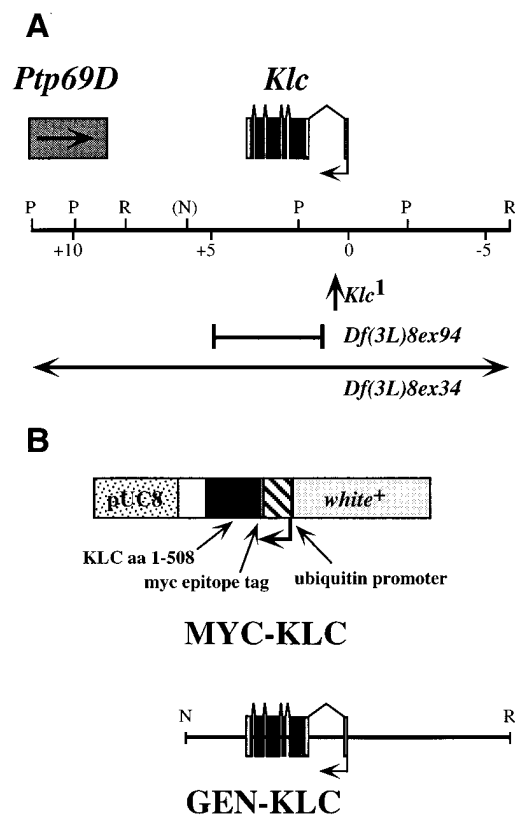 A
Ptp69D Klc
P P R (N) P P R
+10 +5 0 -5
Klc1
Df(3L)8ex94
Df(3L)8ex34
B
pUC8 white+
KLC aa 1-508
myc epitope tag
ubiquitin promoter
MYC-KLC
N R
GEN-KLC